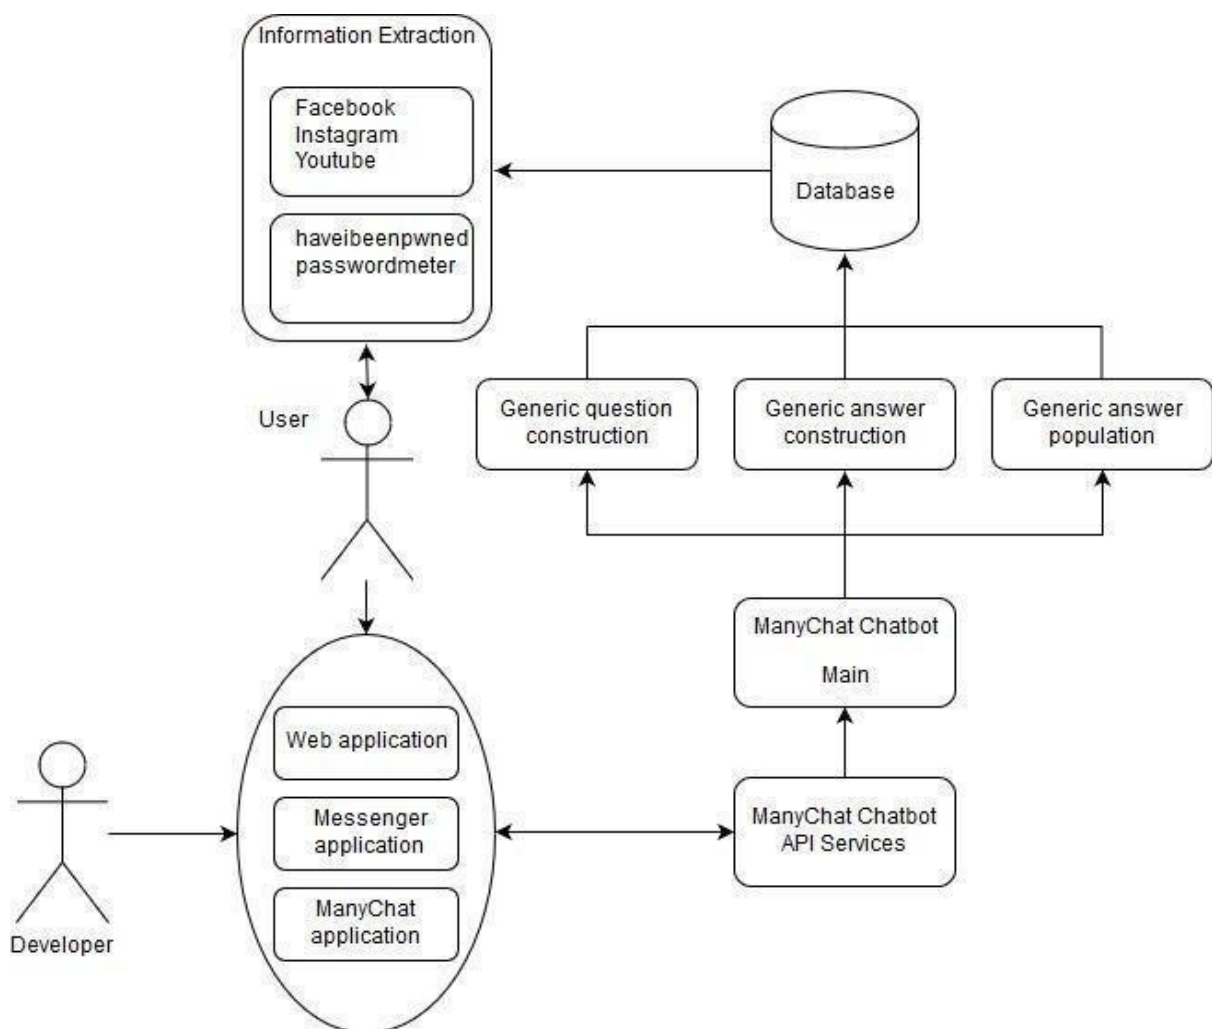 Information Extraction
Facebook
Instagram
Youtube
haveibeenpwned
passwordmeter
Database
User
Generic question
construction
Generic answer
construction
Generic answer
population
ManyChat Chatbot
Main
Web application
Messenger
application
ManyChat
application
ManyChat Chatbot
API Services
Developer